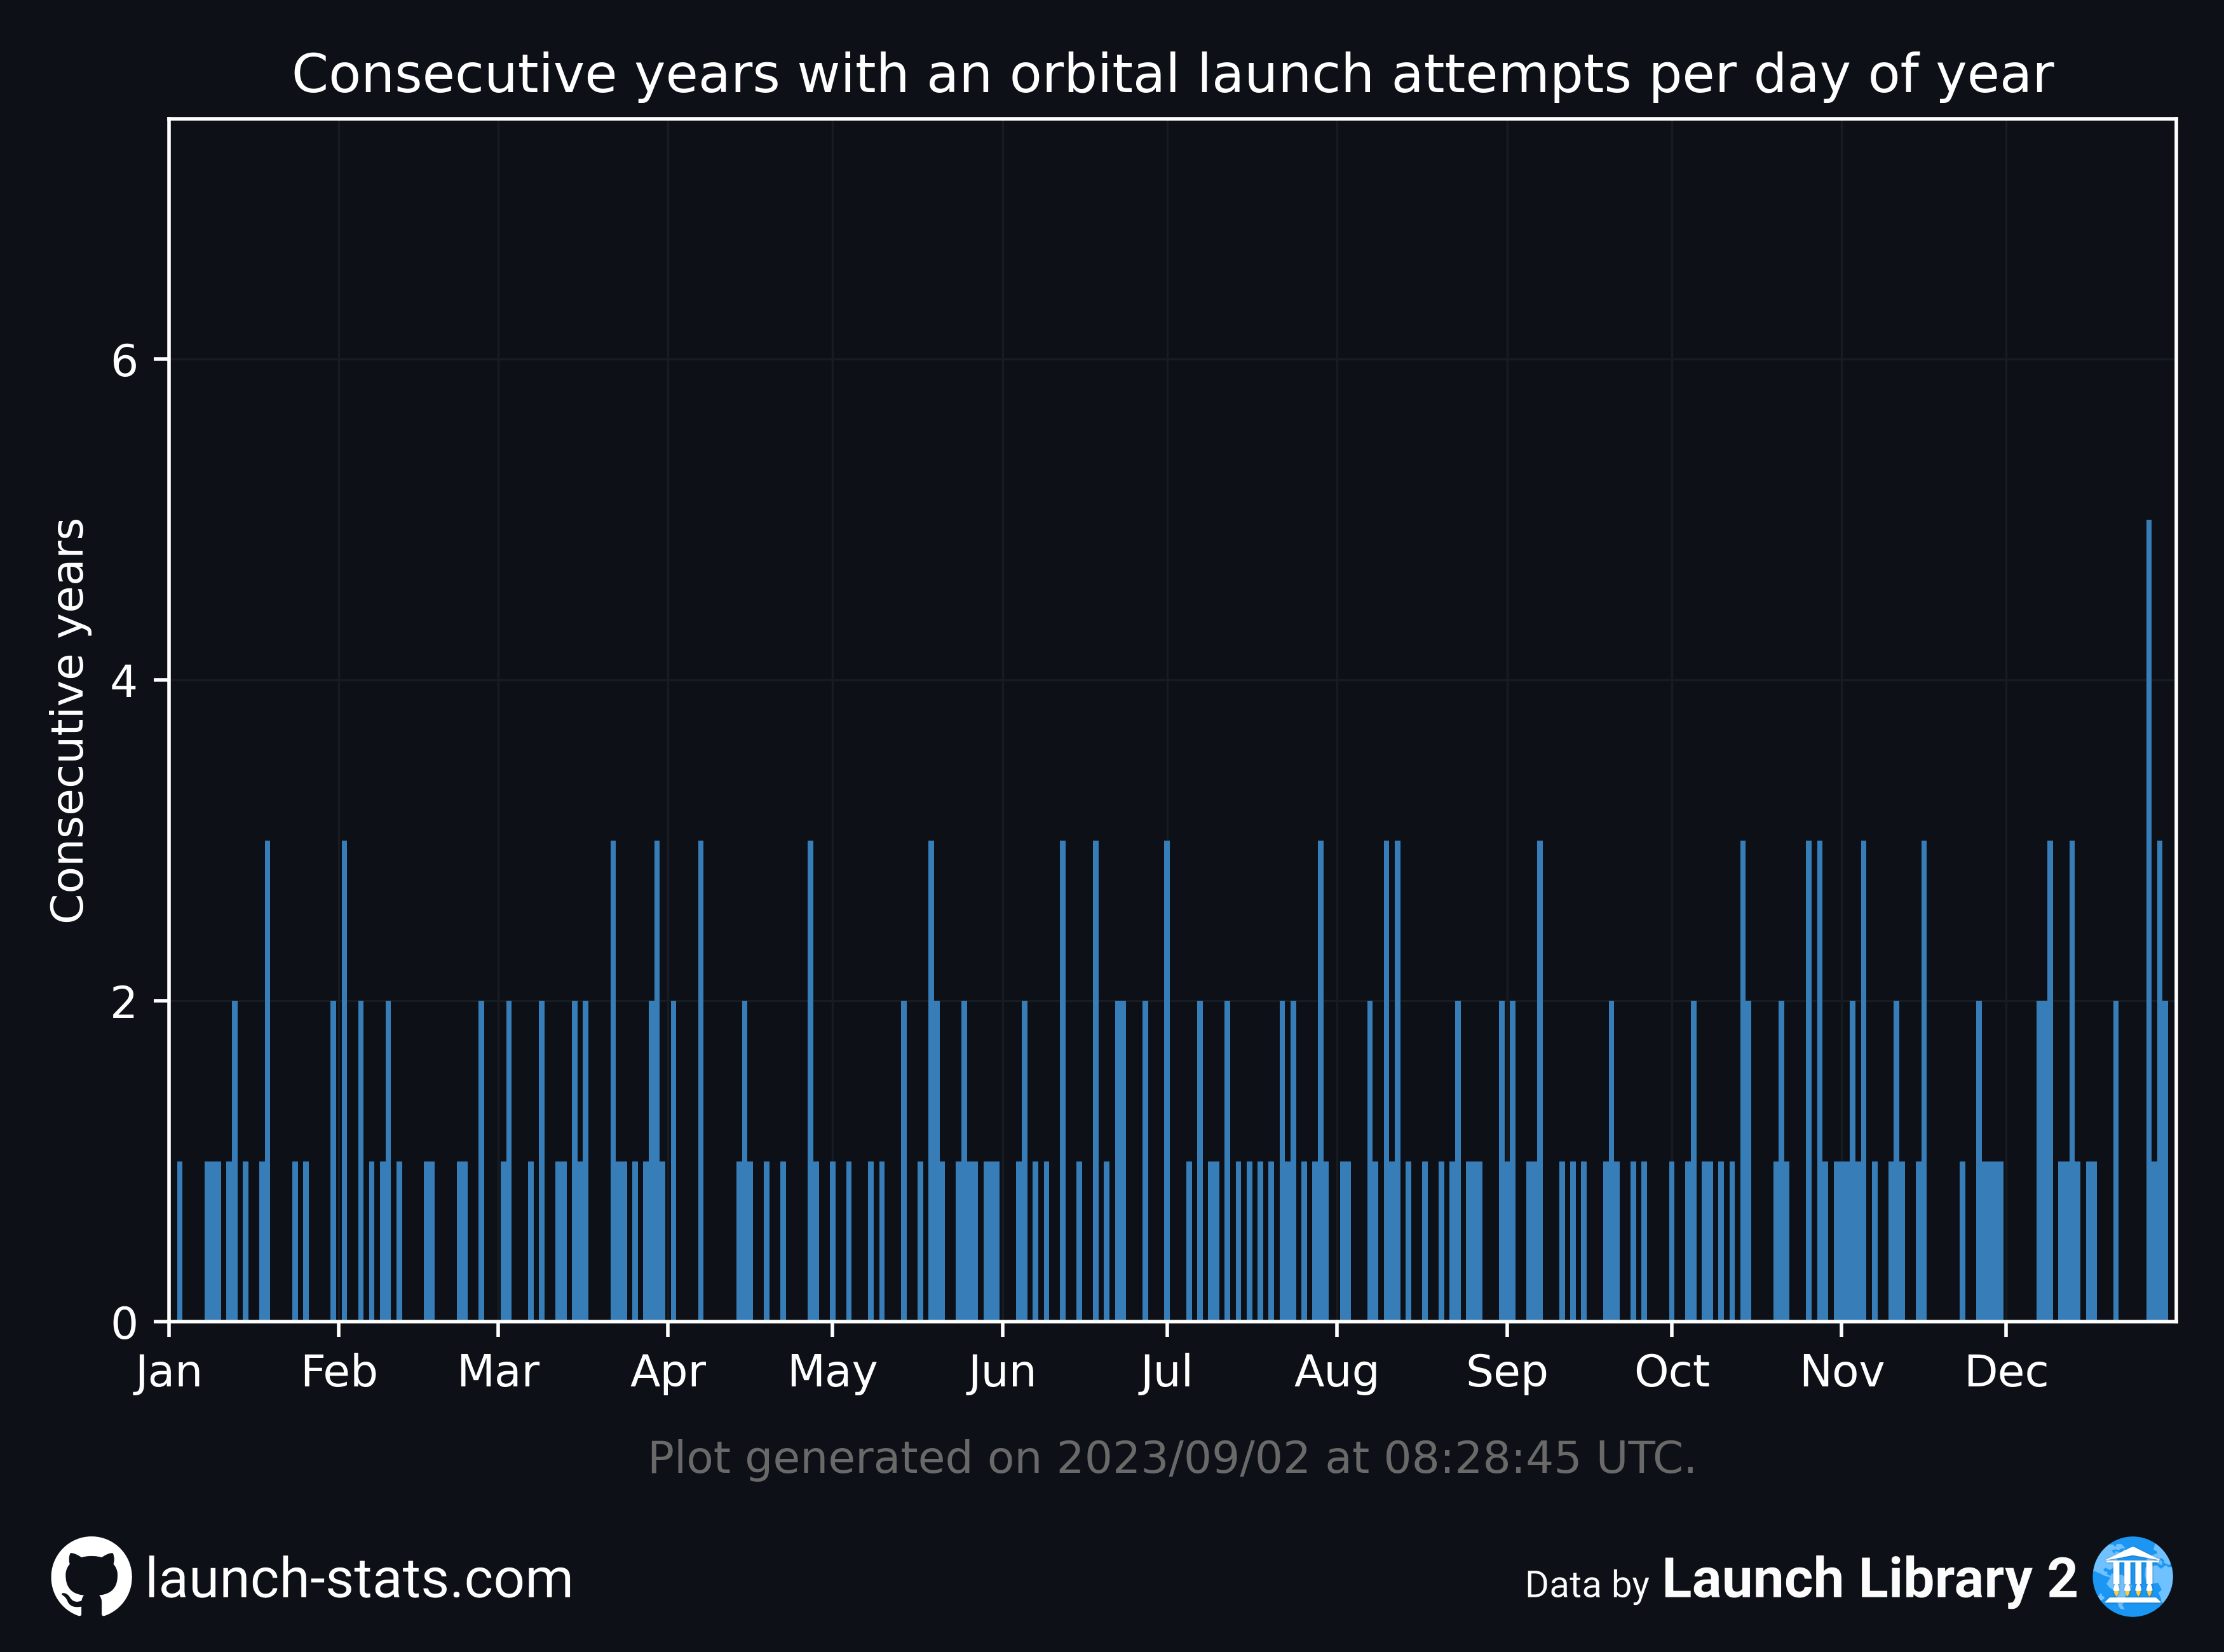 Consecutive years with an orbital launch attempts per day of year
Consecutive years
6
4
2
0
Jan Feb Mar Apr May Jun Jul Aug Sep Oct Nov Dec
Plot generated on 2023/09/02 at 08:28:45 UTC.
launch-stats.com
Data by Launch Library 2